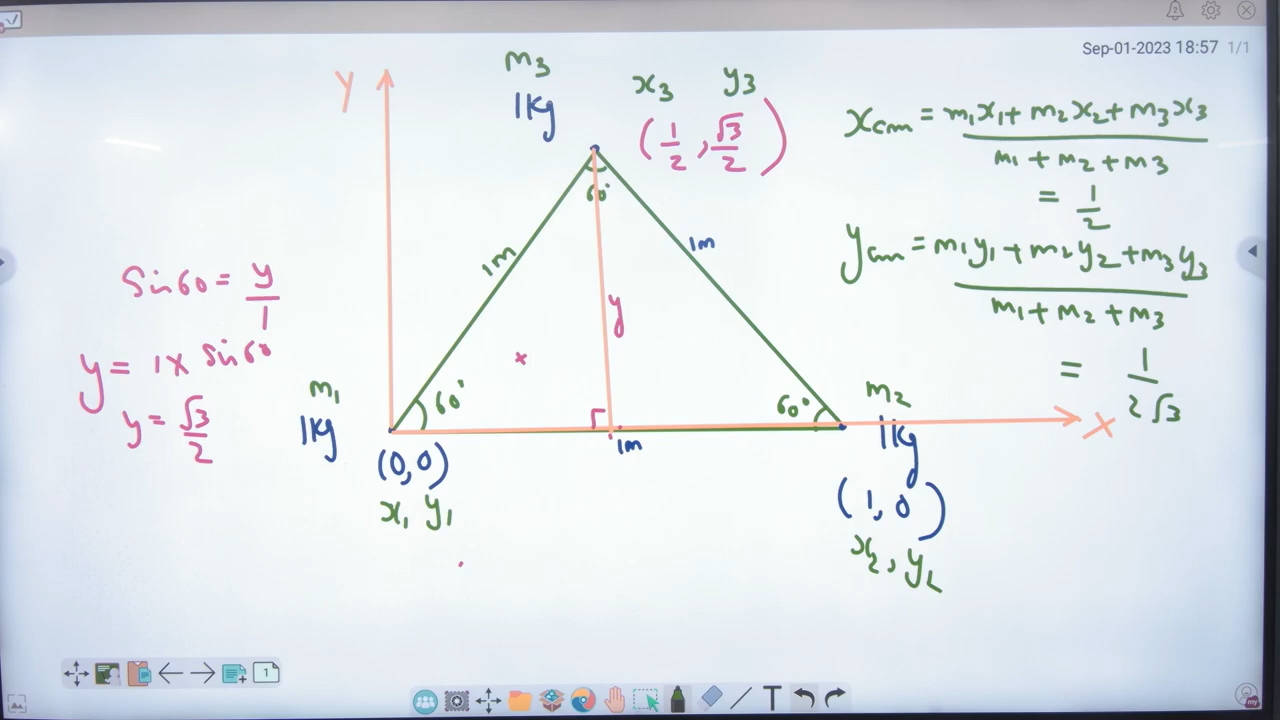 Sep-01-2023 18:57 1/1
Y
m3
1kg
x3 y3
(1/2, √3/2)
60°
1m
1m
y
60°
60°
1m
X
m1
1kg
(0,0)
x1 y1
m2
1kg
(1,0)
x2, y2
Sin60 = y/1
y = 1x sin60
y = √3/2
xcm = m1x1 + m2x2 + m3x3
m1 + m2 + m3
= 1/2
ycm = m1y1 + m2y2 + m3y3
m1 + m2 + m3
= 1/2√3
1
T
my